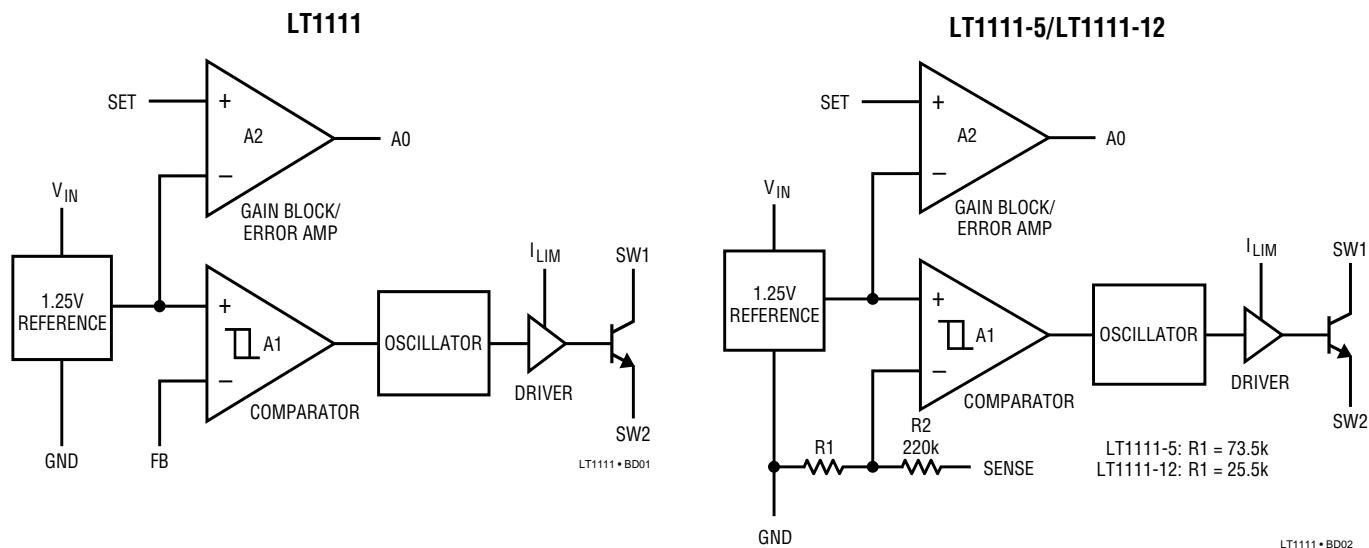 LT1111
SET
+
A2
A0
−
V_IN
GAIN BLOCK/
ERROR AMP
1.25V
REFERENCE
+
A1
−
COMPARATOR
OSCILLATOR
I_LIM
DRIVER
SW1
SW2
GND
FB
LT1111 • BD01
LT1111-5/LT1111-12
SET
+
A2
A0
−
V_IN
GAIN BLOCK/
ERROR AMP
1.25V
REFERENCE
+
A1
−
COMPARATOR
OSCILLATOR
I_LIM
DRIVER
SW1
SW2
R1
R2
220k
SENSE
LT1111-5: R1 = 73.5k
LT1111-12: R1 = 25.5k
GND
LT1111 • BD02